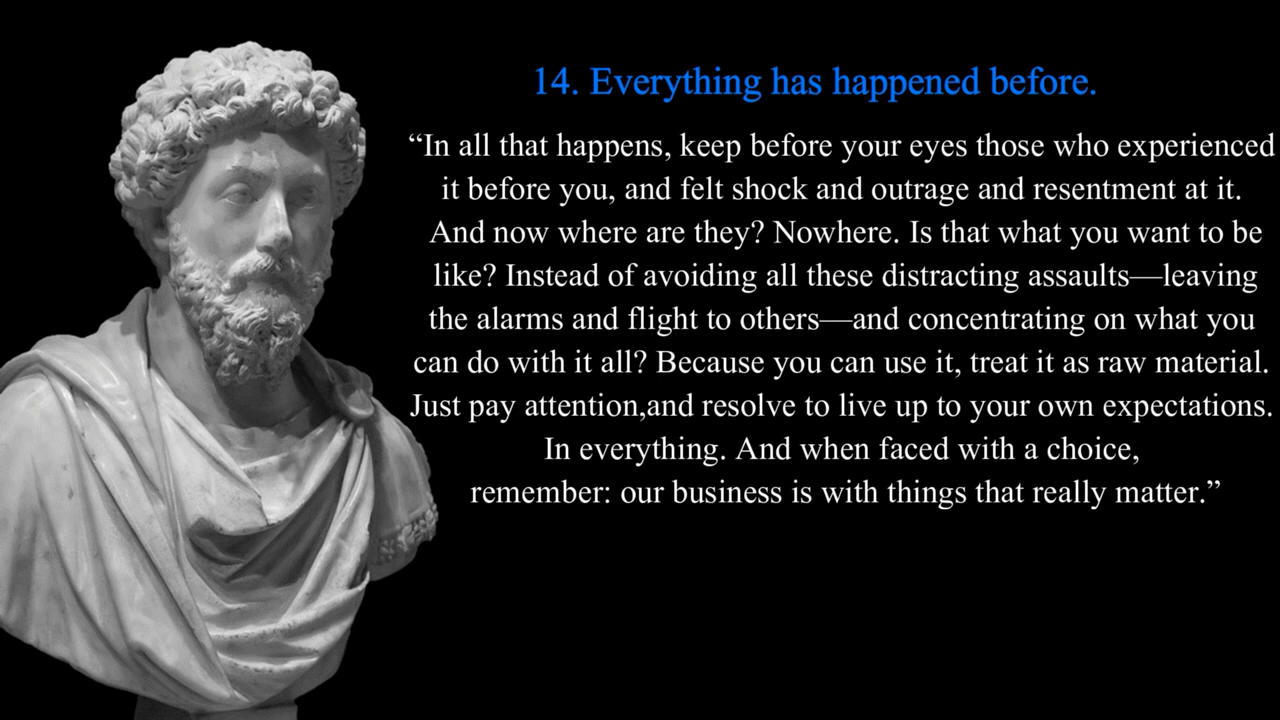 14. Everything has happened before.
“In all that happens, keep before your eyes those who experienced
it before you, and felt shock and outrage and resentment at it.
And now where are they? Nowhere. Is that what you want to be
like? Instead of avoiding all these distracting assaults—leaving
the alarms and flight to others—and concentrating on what you
can do with it all? Because you can use it, treat it as raw material.
Just pay attention,and resolve to live up to your own expectations.
In everything. And when faced with a choice,
remember: our business is with things that really matter.”